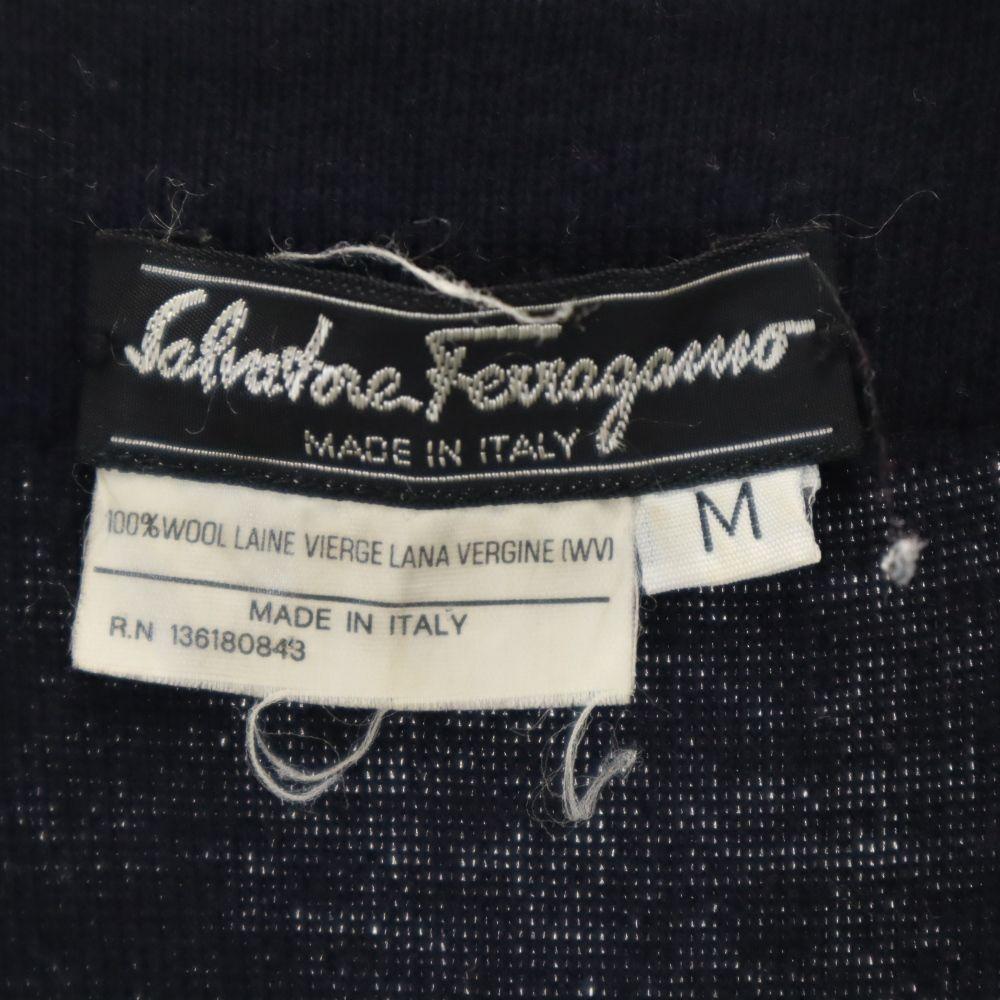 Salvatore Ferragamo
MADE IN ITALY
M
100% WOOL LAINE VIERGE LANA VERGINE (WV)
MADE IN ITALY
R.N 136180843